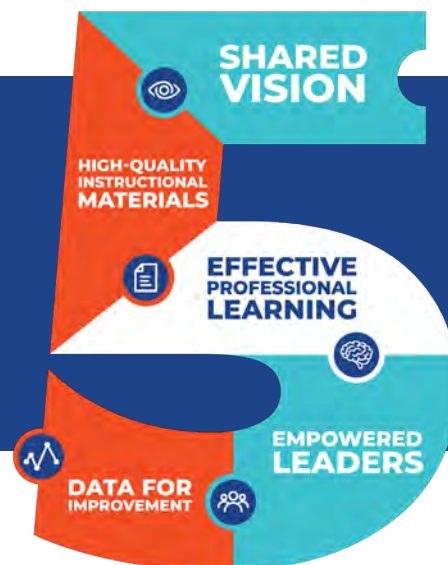 SHARED
VISION
HIGH-QUALITY
INSTRUCTIONAL
MATERIALS
EFFECTIVE
PROFESSIONAL
LEARNING
EMPOWERED
LEADERS
DATA FOR
IMPROVEMENT